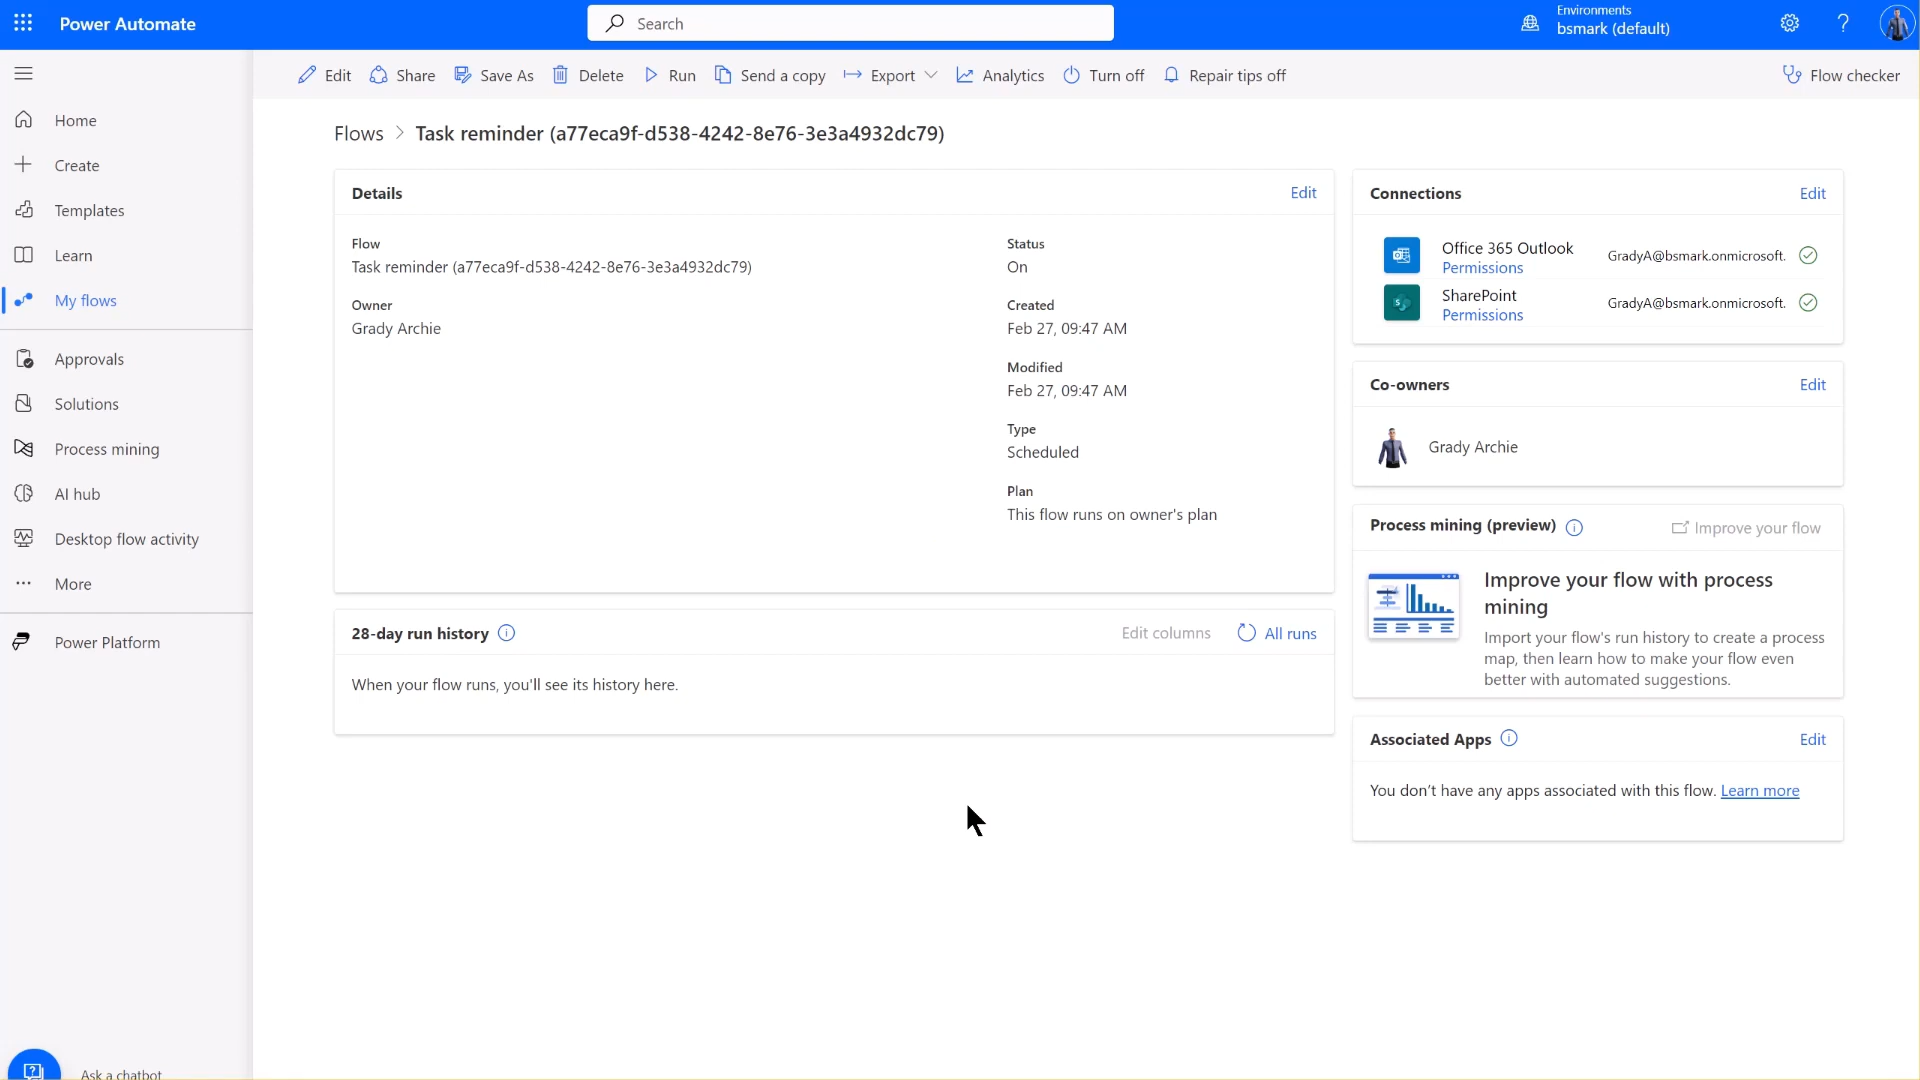 Power Automate
Search
Environments
bsmark (default)
Edit
Share
Save As
Delete
Run
Send a copy
Export
Analytics
Turn off
Repair tips off
Flow checker
Home
Create
Templates
Learn
My flows
Approvals
Solutions
Process mining
AI hub
Desktop flow activity
More
Power Platform
Ask a chatbot
Flows > Task reminder (a77eca9f-d538-4242-8e76-3e3a4932dc79)
Details
Edit
Flow
Task reminder (a77eca9f-d538-4242-8e76-3e3a4932dc79)
Owner
Grady Archie
Status
On
Created
Feb 27, 09:47 AM
Modified
Feb 27, 09:47 AM
Type
Scheduled
Plan
This flow runs on owner's plan
28-day run history
Edit columns
All runs
When your flow runs, you'll see its history here.
Connections
Edit
Office 365 Outlook
Permissions
GradyA@bsmark.onmicrosoft.
SharePoint
Permissions
GradyA@bsmark.onmicrosoft.
Co-owners
Edit
Grady Archie
Process mining (preview)
Improve your flow
Improve your flow with process
mining
Import your flow's run history to create a process
map, then learn how to make your flow even
better with automated suggestions.
Associated Apps
Edit
You don't have any apps associated with this flow. Learn more